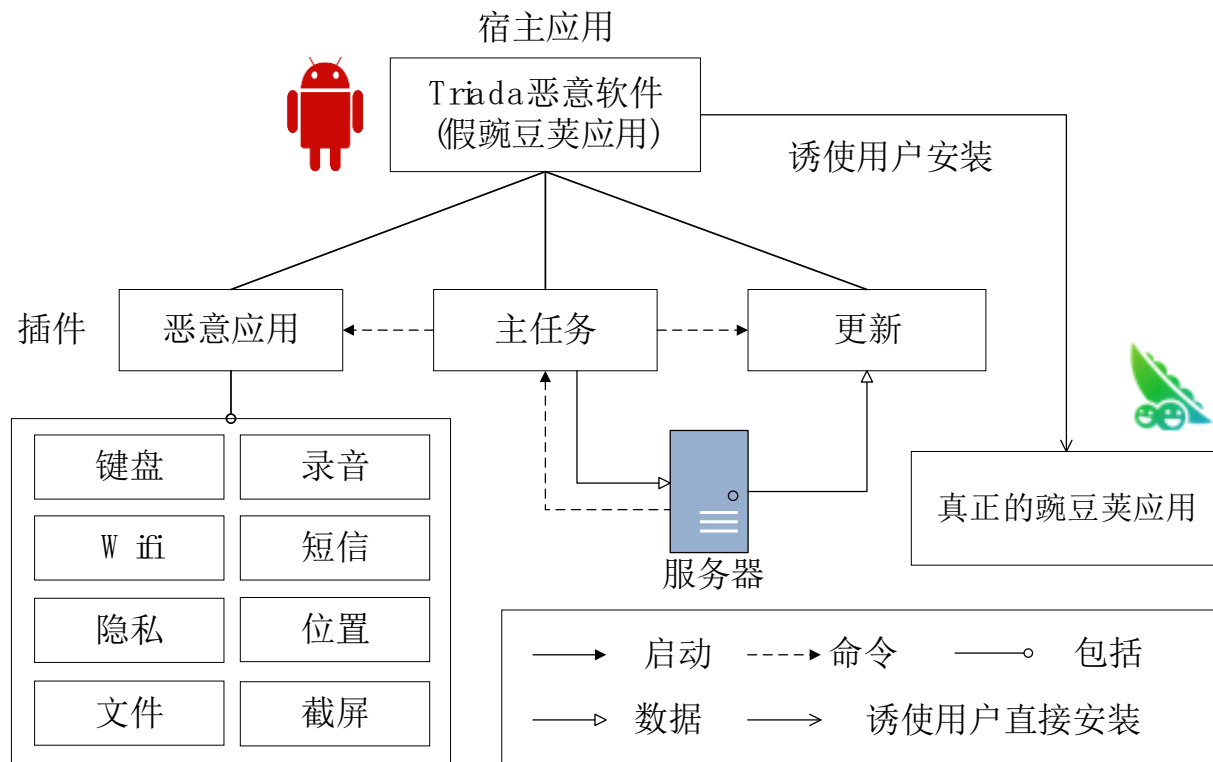 宿主应用
Triada恶意软件
(假豌豆荚应用)
诱使用户安装
插件
恶意应用
主任务
更新
键盘
录音
Wifi
短信
隐私
位置
文件
截屏
服务器
真正的豌豆荚应用
启动
命令
包括
数据
诱使用户直接安装